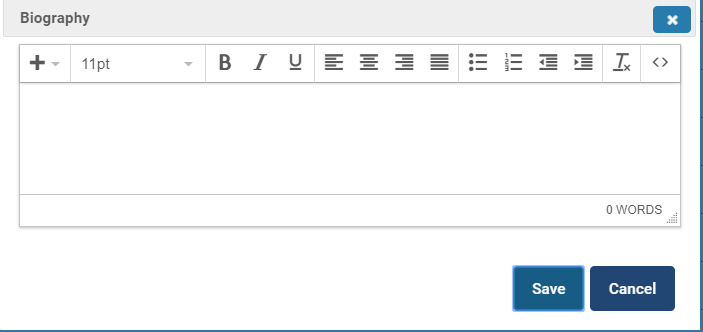 Biography
11pt B I U
0 WORDS
Save Cancel